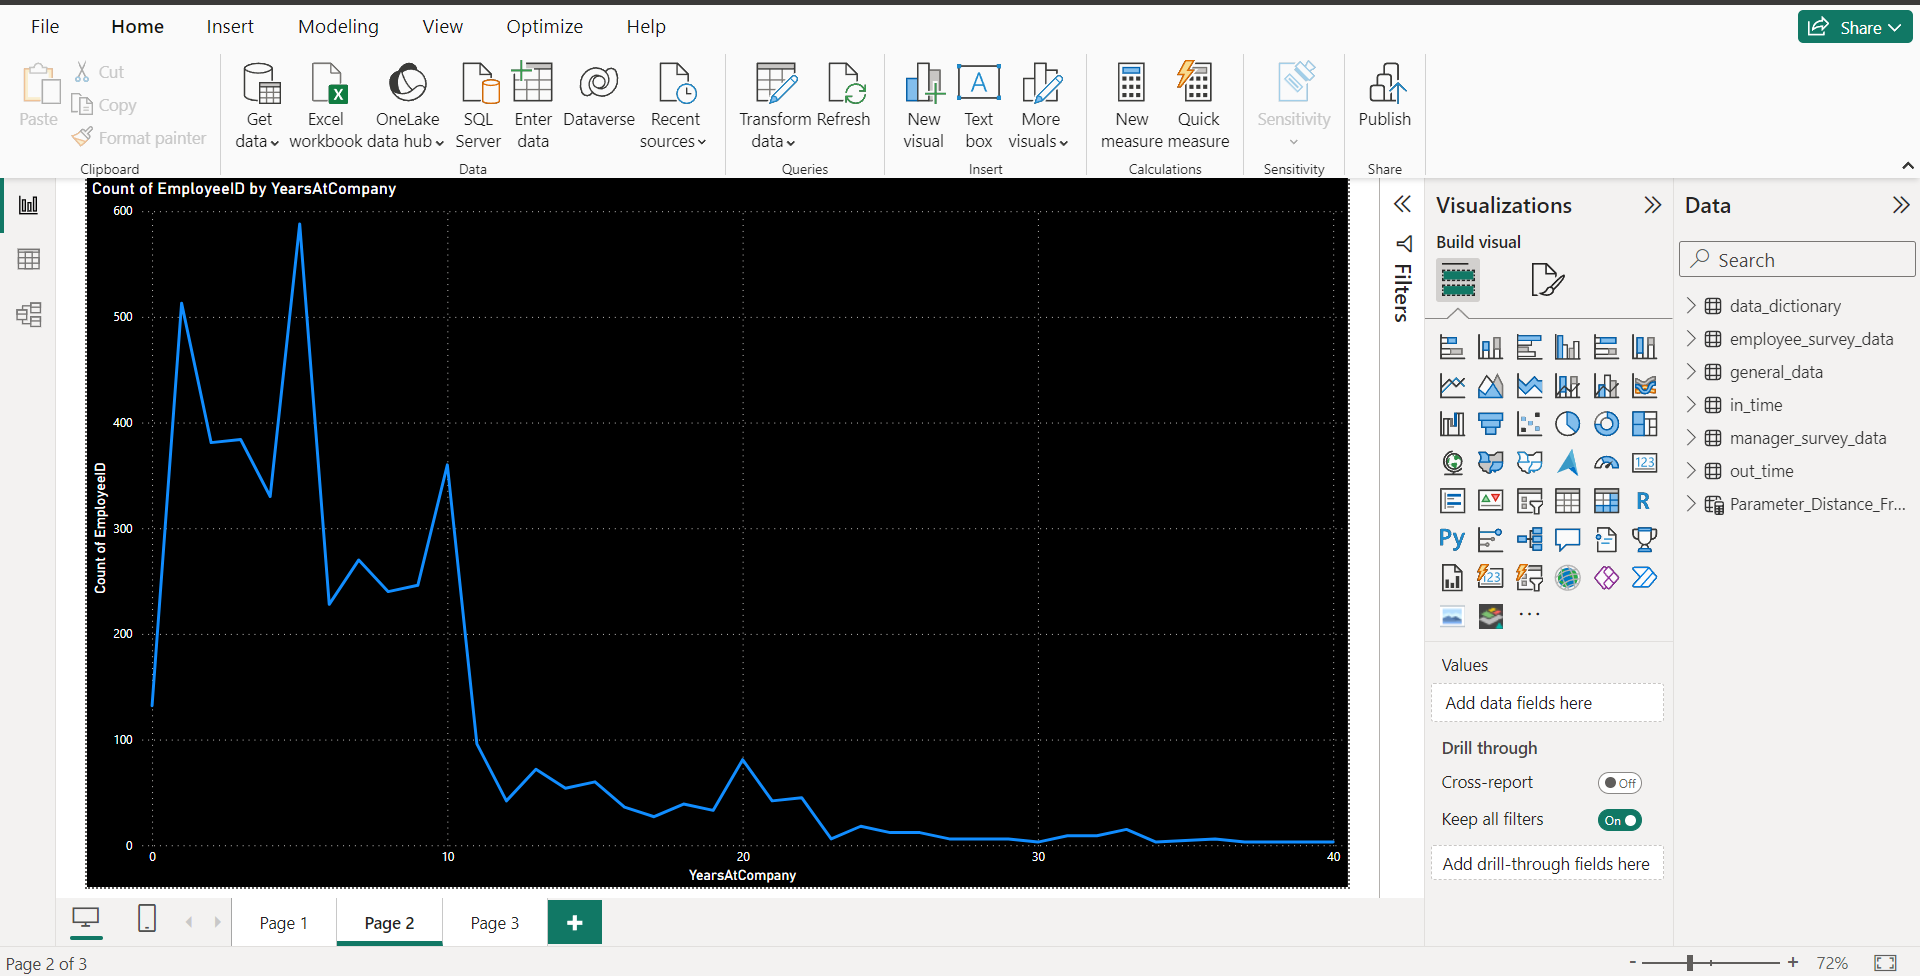 File Home Insert Modeling View Optimize Help Share
Paste
Cut
Copy
Format painter
Clipboard
Get data
Excel workbook
OneLake data hub
SQL Server
Enter data
Dataverse
Recent sources
Data
Transform data
Refresh
Queries
New visual
Text box
More visuals
Insert
New measure
Quick measure
Calculations
Sensitivity
Sensitivity
Publish
Share
Count of EmployeeID by YearsAtCompany
Count of EmployeeID
600
500
400
300
200
100
0
0 10 20 30 40
YearsAtCompany
Filters
Visualizations
Build visual
123
R
Py
123
Values
Add data fields here
Drill through
Cross-report Off
Keep all filters On
Add drill-through fields here
Data
Search
data_dictionary
employee_survey_data
general_data
in_time
manager_survey_data
out_time
Parameter_Distance_Fr...
Page 1 Page 2 Page 3 +
Page 2 of 3
- + 72%